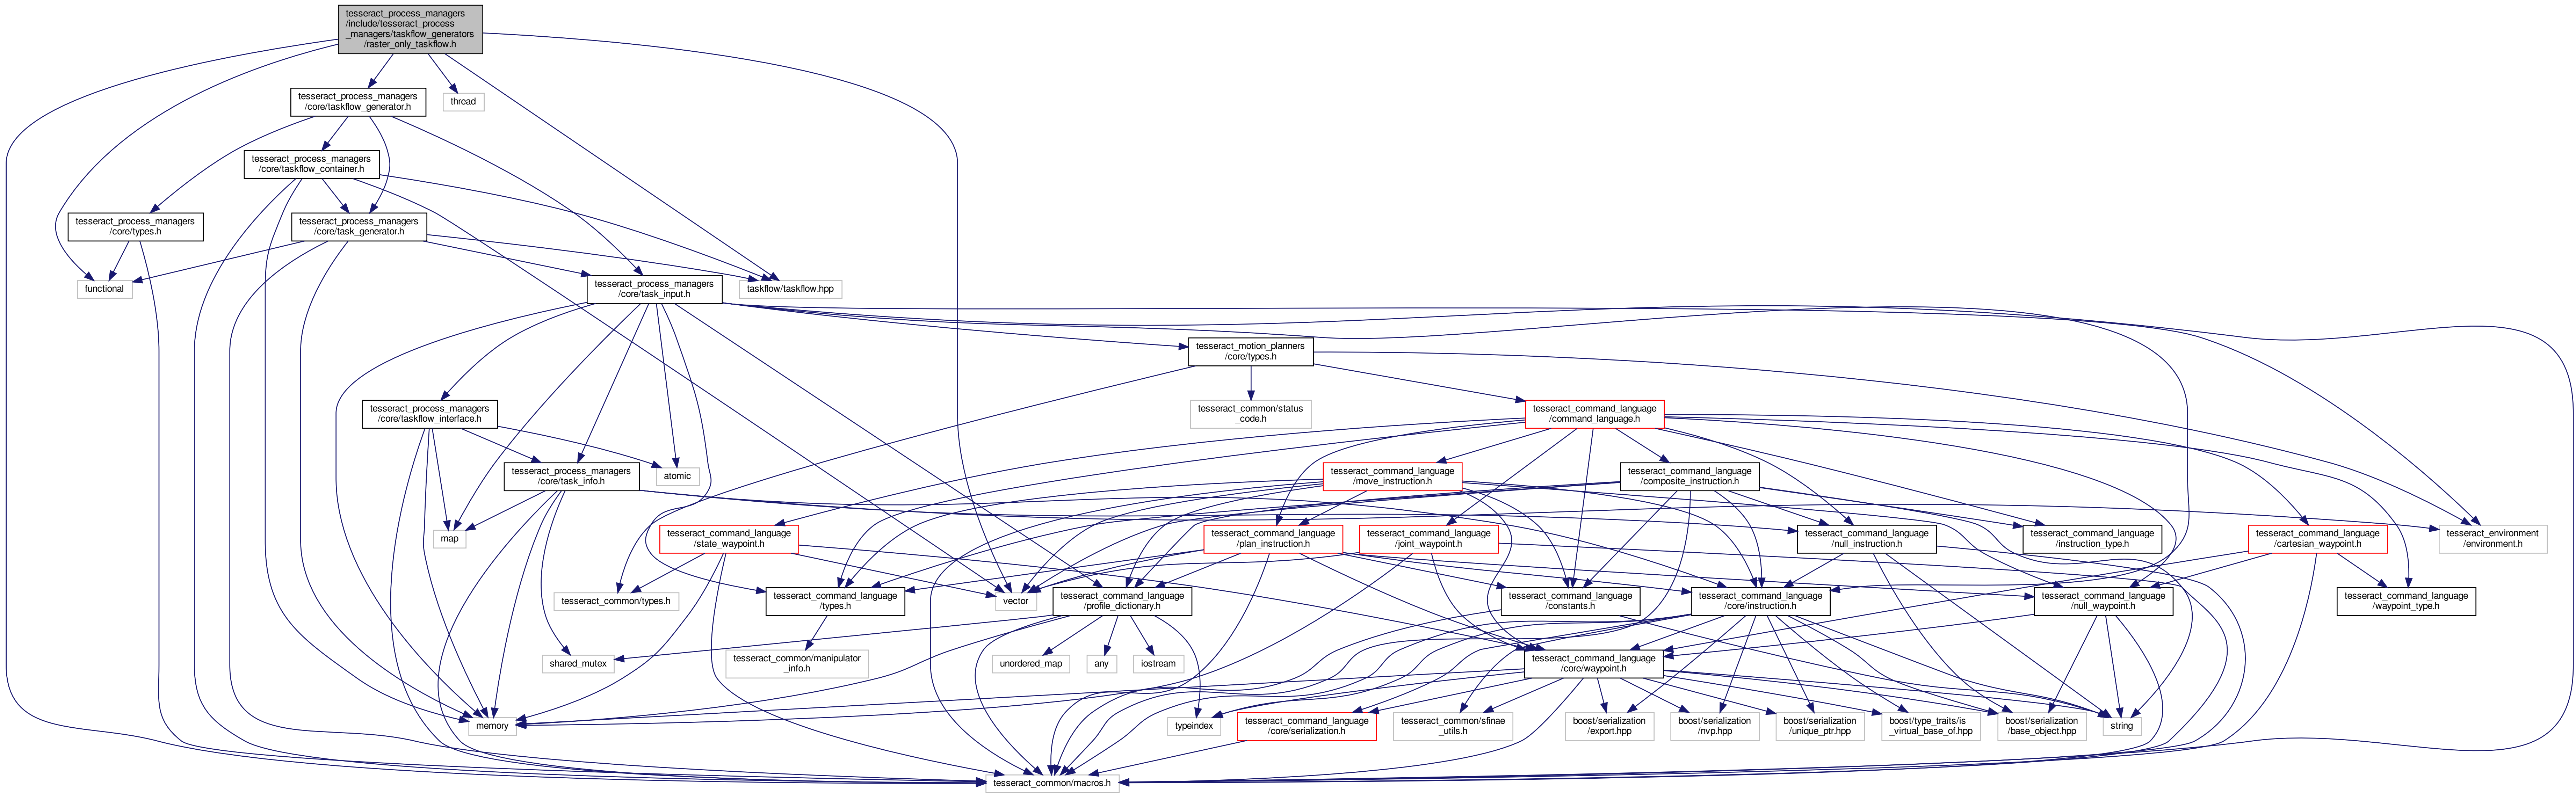 tesseract_process_managers
/include/tesseract_process
_managers/taskflow_generators
/raster_only_taskflow.h
tesseract_process_managers
/core/taskflow_generator.h
thread
tesseract_process_managers
/core/taskflow_container.h
tesseract_process_managers
/core/types.h
tesseract_process_managers
/core/task_generator.h
functional
tesseract_process_managers
/core/task_input.h
taskflow/taskflow.hpp
tesseract_motion_planners
/core/types.h
tesseract_process_managers
/core/taskflow_interface.h
tesseract_common/status
_code.h
tesseract_command_language
/command_language.h
tesseract_process_managers
/core/task_info.h
atomic
tesseract_command_language
/move_instruction.h
tesseract_command_language
/composite_instruction.h
map
tesseract_command_language
/state_waypoint.h
tesseract_command_language
/plan_instruction.h
tesseract_command_language
/joint_waypoint.h
tesseract_command_language
/null_instruction.h
tesseract_command_language
/instruction_type.h
tesseract_command_language
/cartesian_waypoint.h
tesseract_environment
/environment.h
tesseract_common/types.h
tesseract_command_language
/types.h
vector
tesseract_command_language
/profile_dictionary.h
tesseract_command_language
/constants.h
tesseract_command_language
/core/instruction.h
tesseract_command_language
/null_waypoint.h
tesseract_command_language
/waypoint_type.h
shared_mutex
tesseract_common/manipulator
_info.h
unordered_map
any
iostream
tesseract_command_language
/core/waypoint.h
memory
typeindex
tesseract_command_language
/core/serialization.h
tesseract_common/sfinae
_utils.h
boost/serialization
/export.hpp
boost/serialization
/nvp.hpp
boost/serialization
/unique_ptr.hpp
boost/type_traits/is
_virtual_base_of.hpp
boost/serialization
/base_object.hpp
string
tesseract_common/macros.h